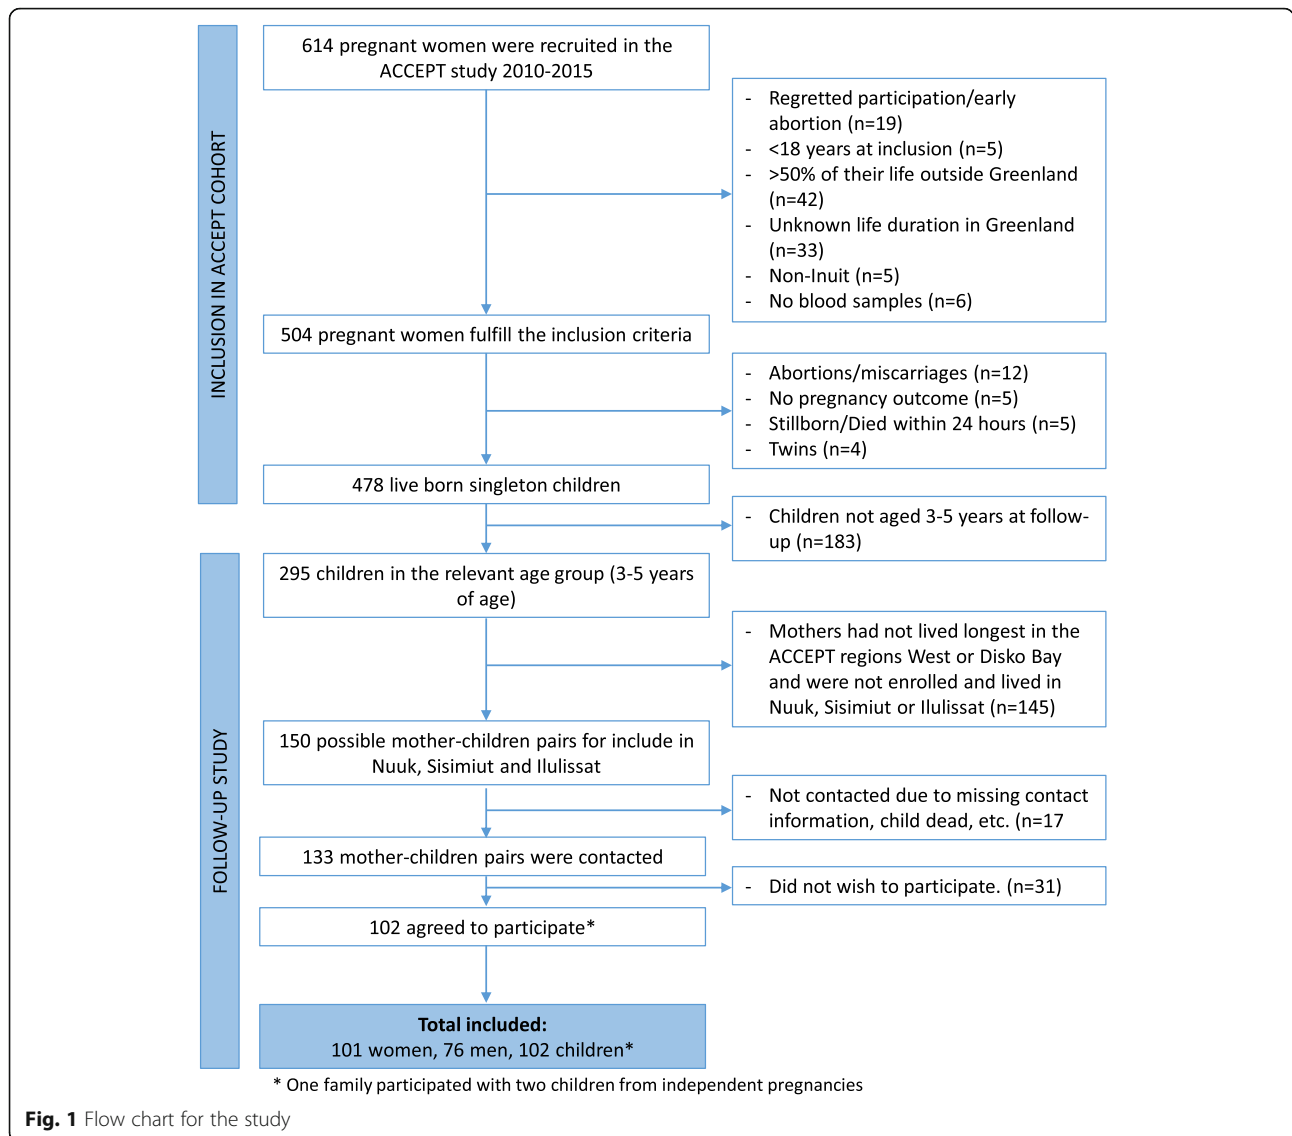 614 pregnant women were recruited in the
ACCEPT study 2010-2015
- Regretted participation/early
abortion (n=19)
- <18 years at inclusion (n=5)
- >50% of their life outside Greenland
(n=42)
- Unknown life duration in Greenland
(n=33)
- Non-Inuit (n=5)
- No blood samples (n=6)
INCLUSION IN ACCEPT COHORT
504 pregnant women fulfill the inclusion criteria
- Abortions/miscarriages (n=12)
- No pregnancy outcome (n=5)
- Stillborn/Died within 24 hours (n=5)
- Twins (n=4)
478 live born singleton children
- Children not aged 3-5 years at follow-
up (n=183)
295 children in the relevant age group (3-5 years
of age)
- Mothers had not lived longest in the
ACCEPT regions West or Disko Bay
and were not enrolled and lived in
Nuuk, Sisimiut or Ilulissat (n=145)
FOLLOW-UP STUDY
150 possible mother-children pairs for include in
Nuuk, Sisimiut and Ilulissat
- Not contacted due to missing contact
information, child dead, etc. (n=17
133 mother-children pairs were contacted
- Did not wish to participate. (n=31)
102 agreed to participate*
Total included:
101 women, 76 men, 102 children*
* One family participated with two children from independent pregnancies
Fig. 1 Flow chart for the study